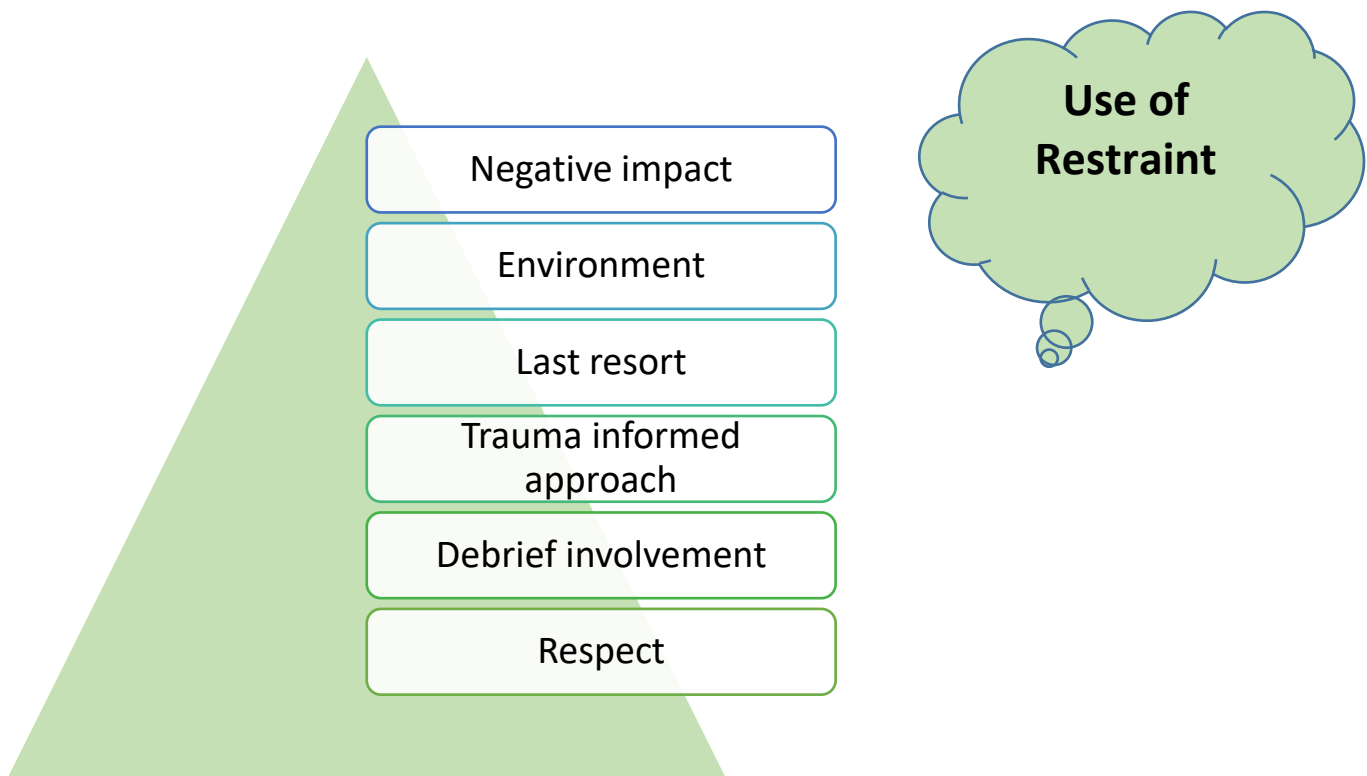 Use of
Restraint
Negative impact
Environment
Last resort
Trauma informed
approach
Debrief involvement
Respect